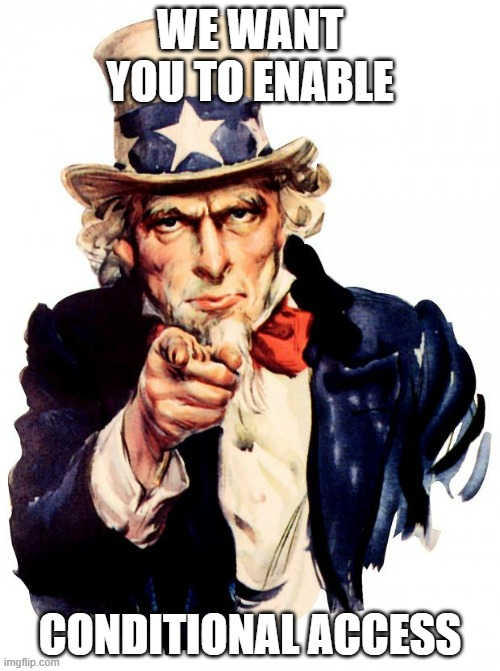 WE WANT
YOU TO ENABLE
CONDITIONAL ACCESS
imgflip.com